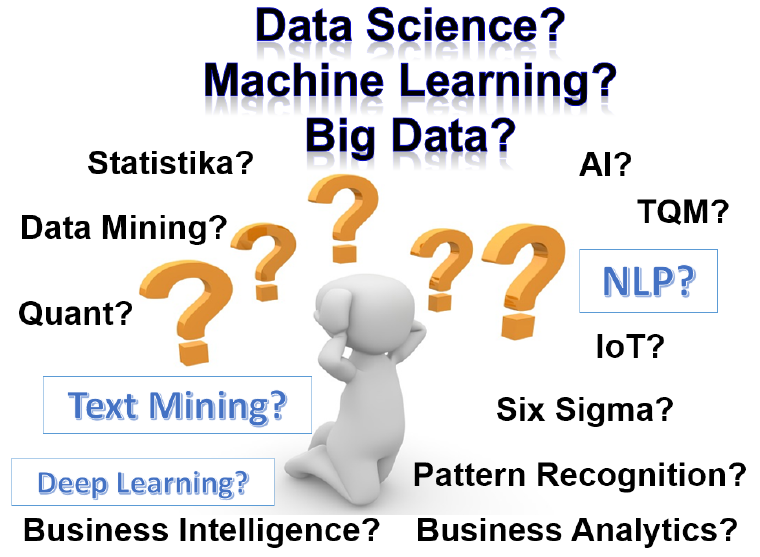 Data Science?
Machine Learning?
Big Data?
Statistika?
AI?
TQM?
Data Mining?
NLP?
Quant?
IoT?
Text Mining?
Six Sigma?
Deep Learning?
Pattern Recognition?
Business Intelligence?
Business Analytics?